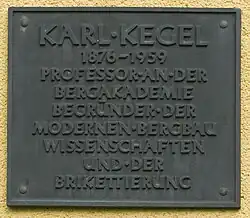 KARL·KEGEL
1876-1959
PROFESSOR·AN·DER
BERGAKADEMIE
BEGRÜNDER·DER
MODERNEN·BERGBAU
WISSENSCHAFTEN
UND·DER
BRIKETTIERUNG